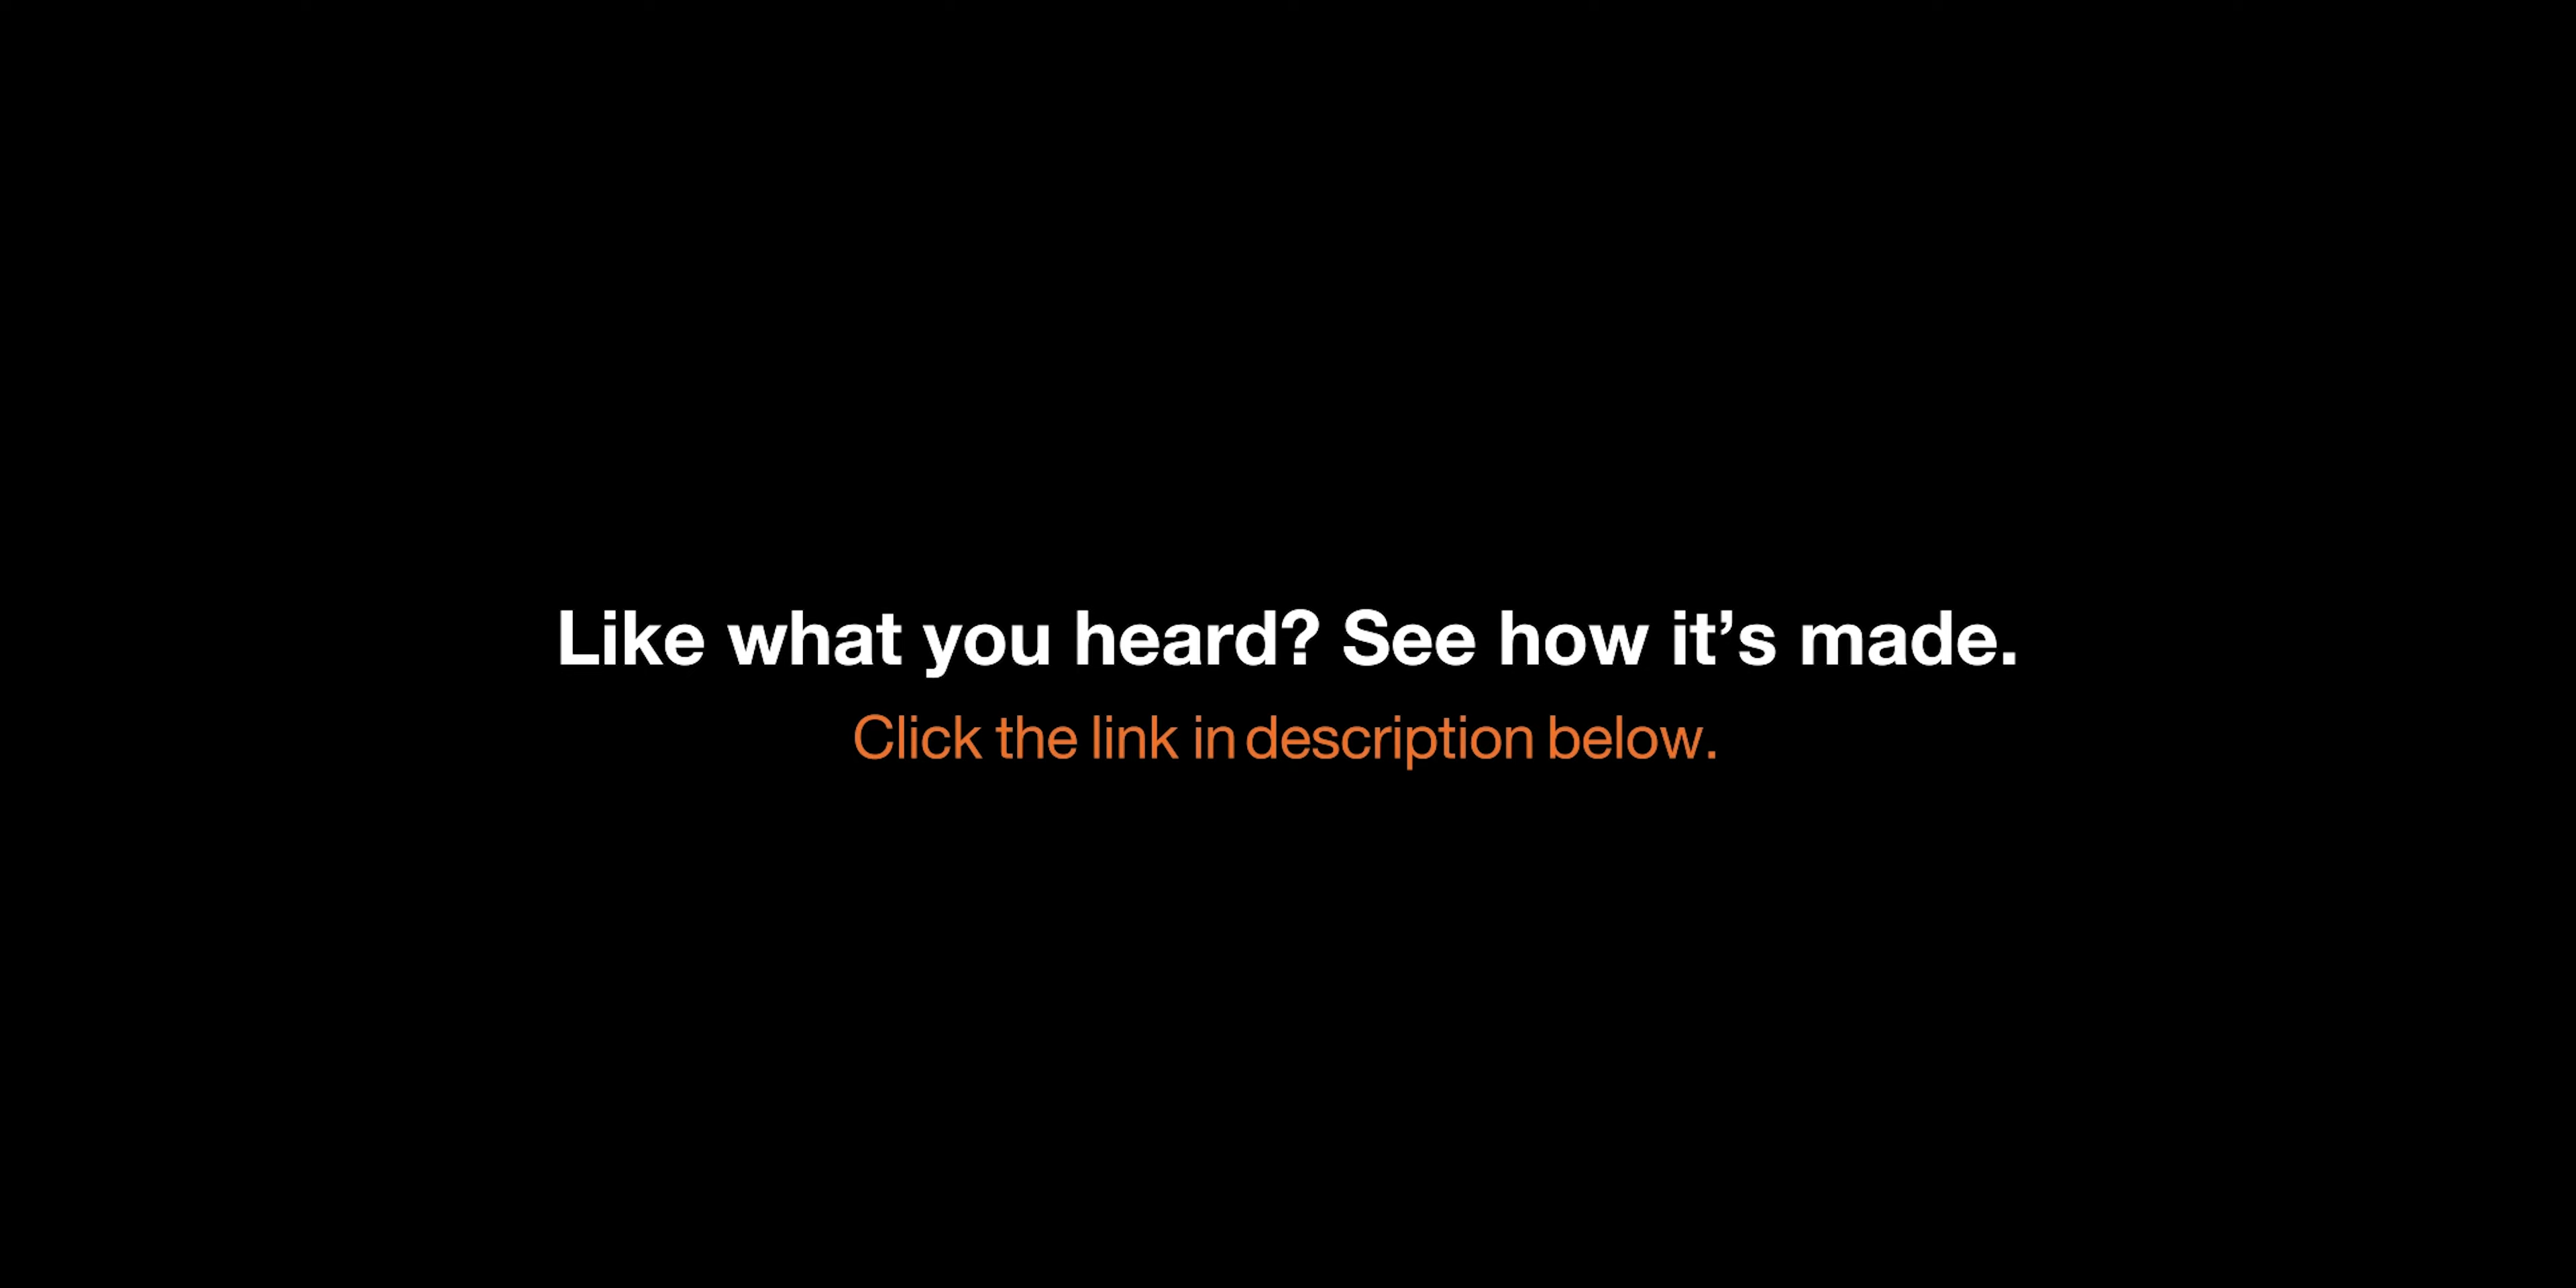 Like what you heard? See how it’s made.
Click the link in description below.